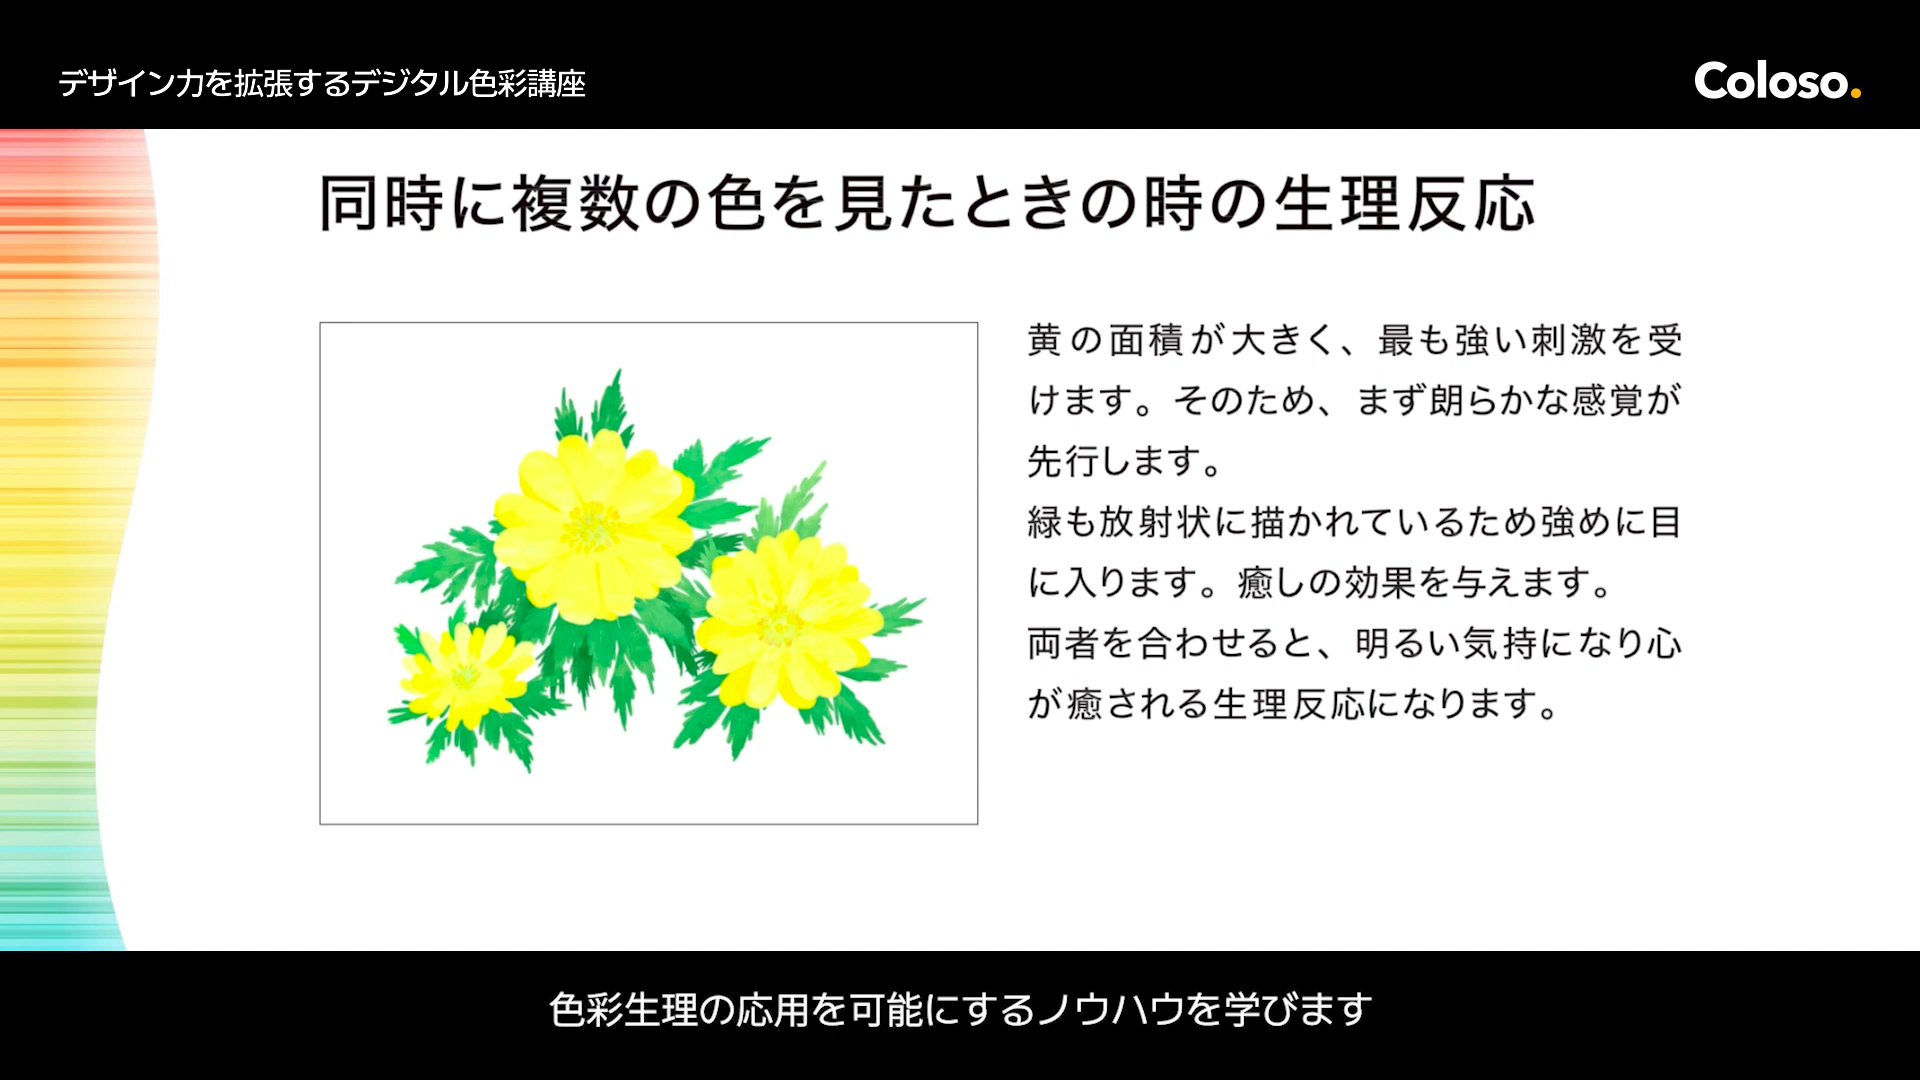 デザイン力を拡張するデジタル色彩講座
Coloso.
同時に複数の色を見たときの時の生理反応
黄の面積が大きく、最も強い刺激を受
けます。そのため、まず朗らかな感覚が
先行します。
緑も放射状に描かれているため強めに目
に入ります。癒しの効果を与えます。
両者を合わせると、明るい気持になり心
が癒される生理反応になります。
色彩生理の応用を可能にするノウハウを学びます